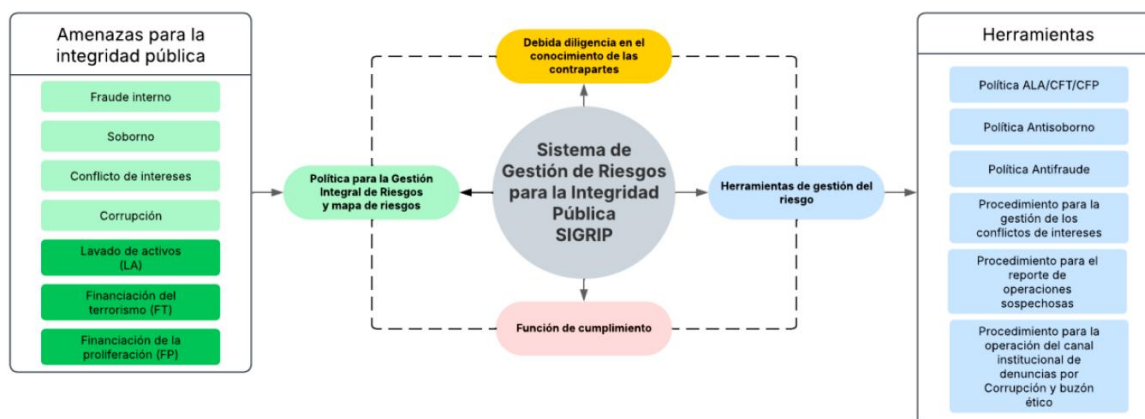 Amenazas para la
integridad pública
Fraude interno
Soborno
Conflicto de intereses
Corrupción
Lavado de activos
(LA)
Financiación del
terrorismo (FT)
Financiación de la
proliferación (FP)
Política para la Gestión
Integral de Riesgos
y mapa de riesgos
Debida diligencia en el
conocimiento de las
contrapartes
Sistema de
Gestión de Riesgos
para la Integridad
Pública
SIGRIP
Función de cumplimiento
Herramientas de gestión del
riesgo
Herramientas
Política ALA/CFT/CFP
Política Antisoborno
Política Antifraude
Procedimiento para la
gestión de los
conflictos de intereses
Procedimiento para el
reporte de
operaciones
sospechosas
Procedimiento para la
operación del canal
institucional de
denuncias por
Corrupción y buzón
ético